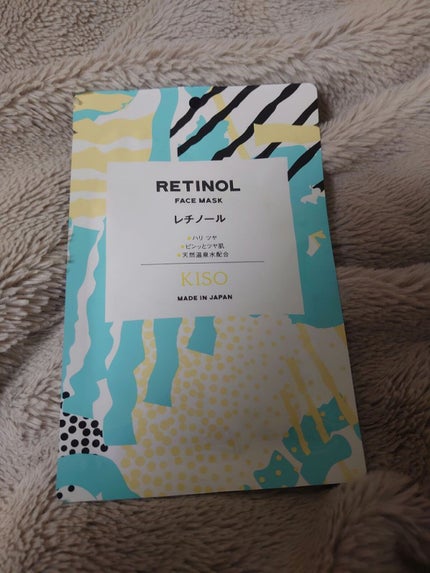 RETINOL
FACE MASK
レチノール
ハリ ツヤ
ピンッとツヤ肌
天然温泉水配合
KISO
MADE IN JAPAN